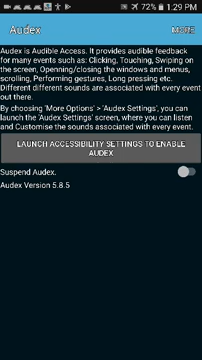 72% 1:29 PM
Audex
MORE
Audex is Audible Access. It provides audible feedback
for many events such as: Clicking, Touching, Swiping on
the screen, Openning/closing the windows and menus,
scrolling, Performing gestures, Long pressing etc.
Different different sounds are associated with every event
out there.
By choosing 'More Options' > 'Audex Settings', you can
launch the 'Audex Settings' screen, where you can listen
and Customise the sounds associated with every event.
LAUNCH ACCESSIBILITY SETTINGS TO ENABLE
AUDEX
Suspend Audex.
Audex Version 5.8.5